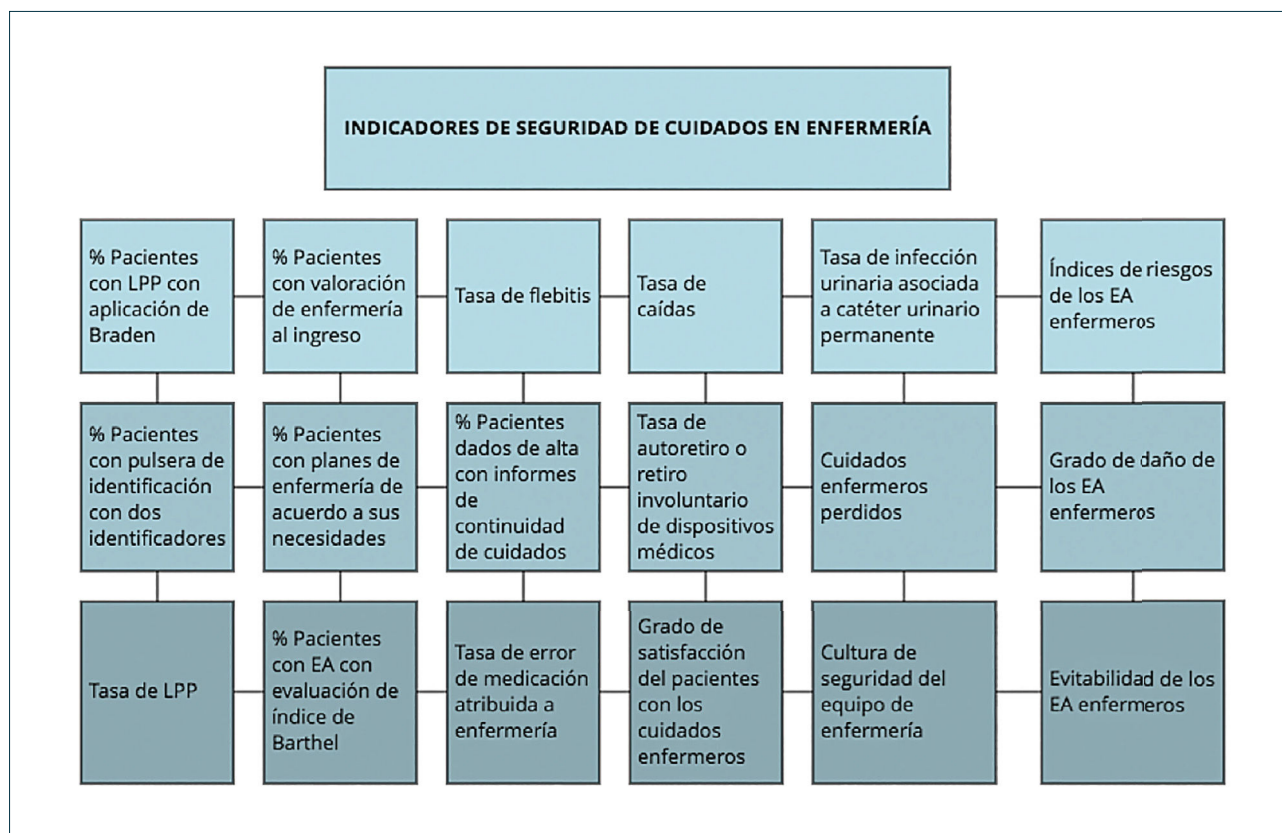 INDICADORES DE SEGURIDAD DE CUIDADOS EN ENFERMERÍA
% Pacientes
con LPP con
aplicación de
Braden
% Pacientes
con valoración
de enfermería
al ingreso
Tasa de flebitis
Tasa de
caídas
Tasa de infección
urinaria asociada
a catéter urinario
permanente
Índices de riesgos
de los EA
enfermeros
% Pacientes
con pulsera de
identificación
con dos
identificadores
% Pacientes
con planes de
enfermería de
acuerdo a sus
necesidades
% Pacientes
dados de alta
con informes
de
continuidad
de cuidados
Tasa de
autoretiro o
retiro
involuntario
de dispositivos
médicos
Cuidados
enfermeros
perdidos
Grado de daño de
los EA
enfermeros
Tasa de LPP
% Pacientes
con EA con
evaluación de
índice de
Barthel
Tasa de error
de medicación
atribuida a
enfermería
Grado de
satisfacción
del pacientes
con los
cuidados
enfermeros
Cultura de
seguridad del
equipo de
enfermería
Evitabilidad de los
EA enfermeros